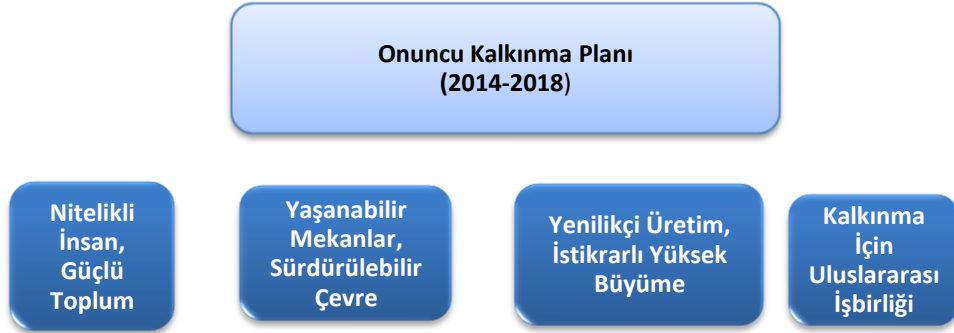 Onuncu Kalkınma Planı
(2014-2018)
Nitelikli
İnsan,
Güçlü
Toplum
Yaşanabilir
Mekanlar,
Sürdürülebilir
Çevre
Yenilikçi Üretim,
İstikrarlı Yüksek
Büyüme
Kalkınma
İçin
Uluslararası
İşbirliği